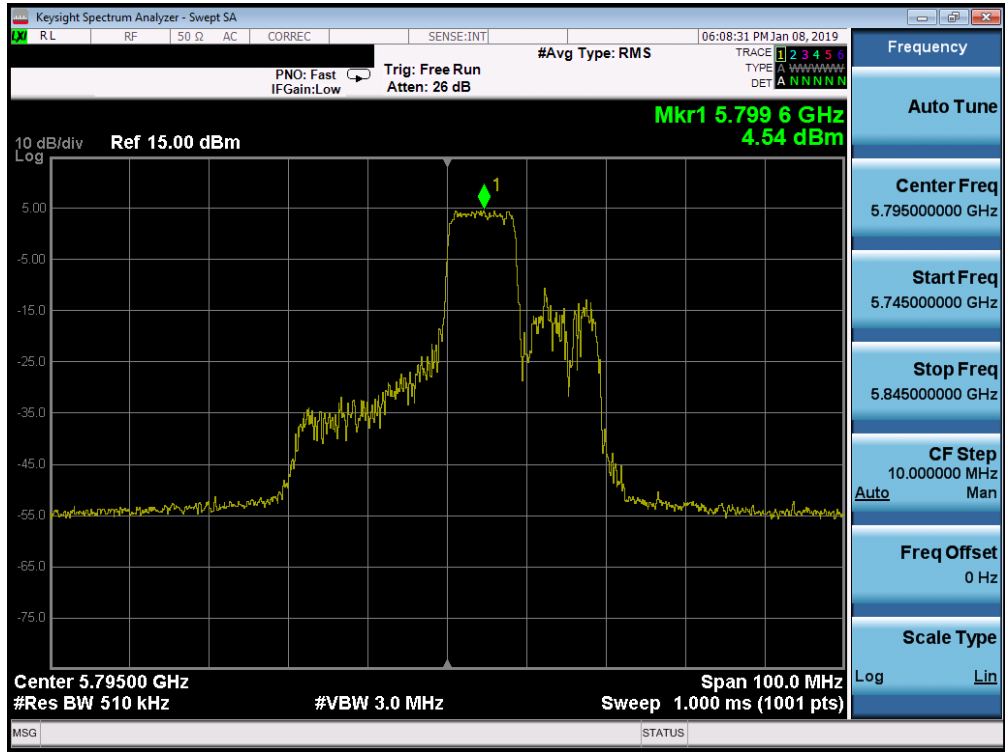 Keysight Spectrum Analyzer - Swept SA
LXI RL RF 50 Ω AC CORREC SENSE:INT 06:08:31 PM Jan 08, 2019
PNO: Fast
IFGain:Low
Trig: Free Run
Atten: 26 dB
#Avg Type: RMS
TRACE 1 2 3 4 5 6
TYPE A WWWWW
DET A N N N N N
Mkr1 5.799 6 GHz
4.54 dBm
10 dB/div Ref 15.00 dBm
Log
1
5.00
-5.00
-15.0
-25.0
-35.0
-45.0
-55.0
-65.0
-75.0
Center 5.79500 GHz Span 100.0 MHz
#Res BW 510 kHz #VBW 3.0 MHz Sweep 1.000 ms (1001 pts)
MSG STATUS
Frequency
Auto Tune
Center Freq
5.795000000 GHz
Start Freq
5.745000000 GHz
Stop Freq
5.845000000 GHz
CF Step
10.000000 MHz
Auto Man
Freq Offset
0 Hz
Scale Type
Log Lin